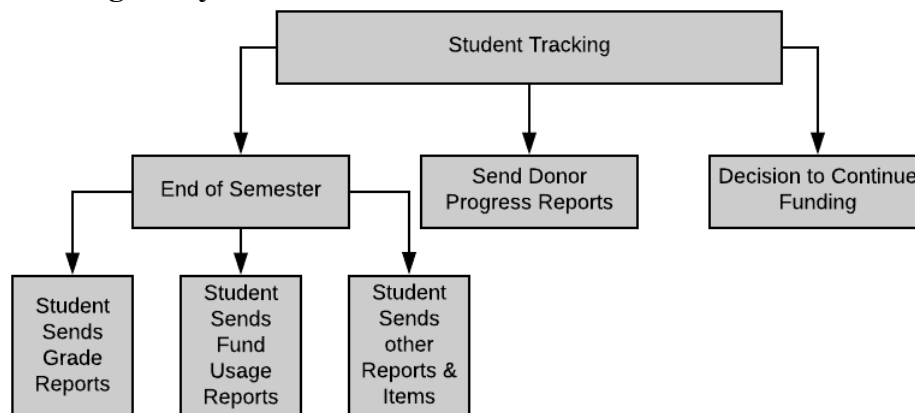 Student Tracking
End of Semester
Send Donor
Progress Reports
Decision to Continue
Funding
Student
Sends
Grade
Reports
Student
Sends
Fund
Usage
Reports
Student
Sends
other
Reports &
Items